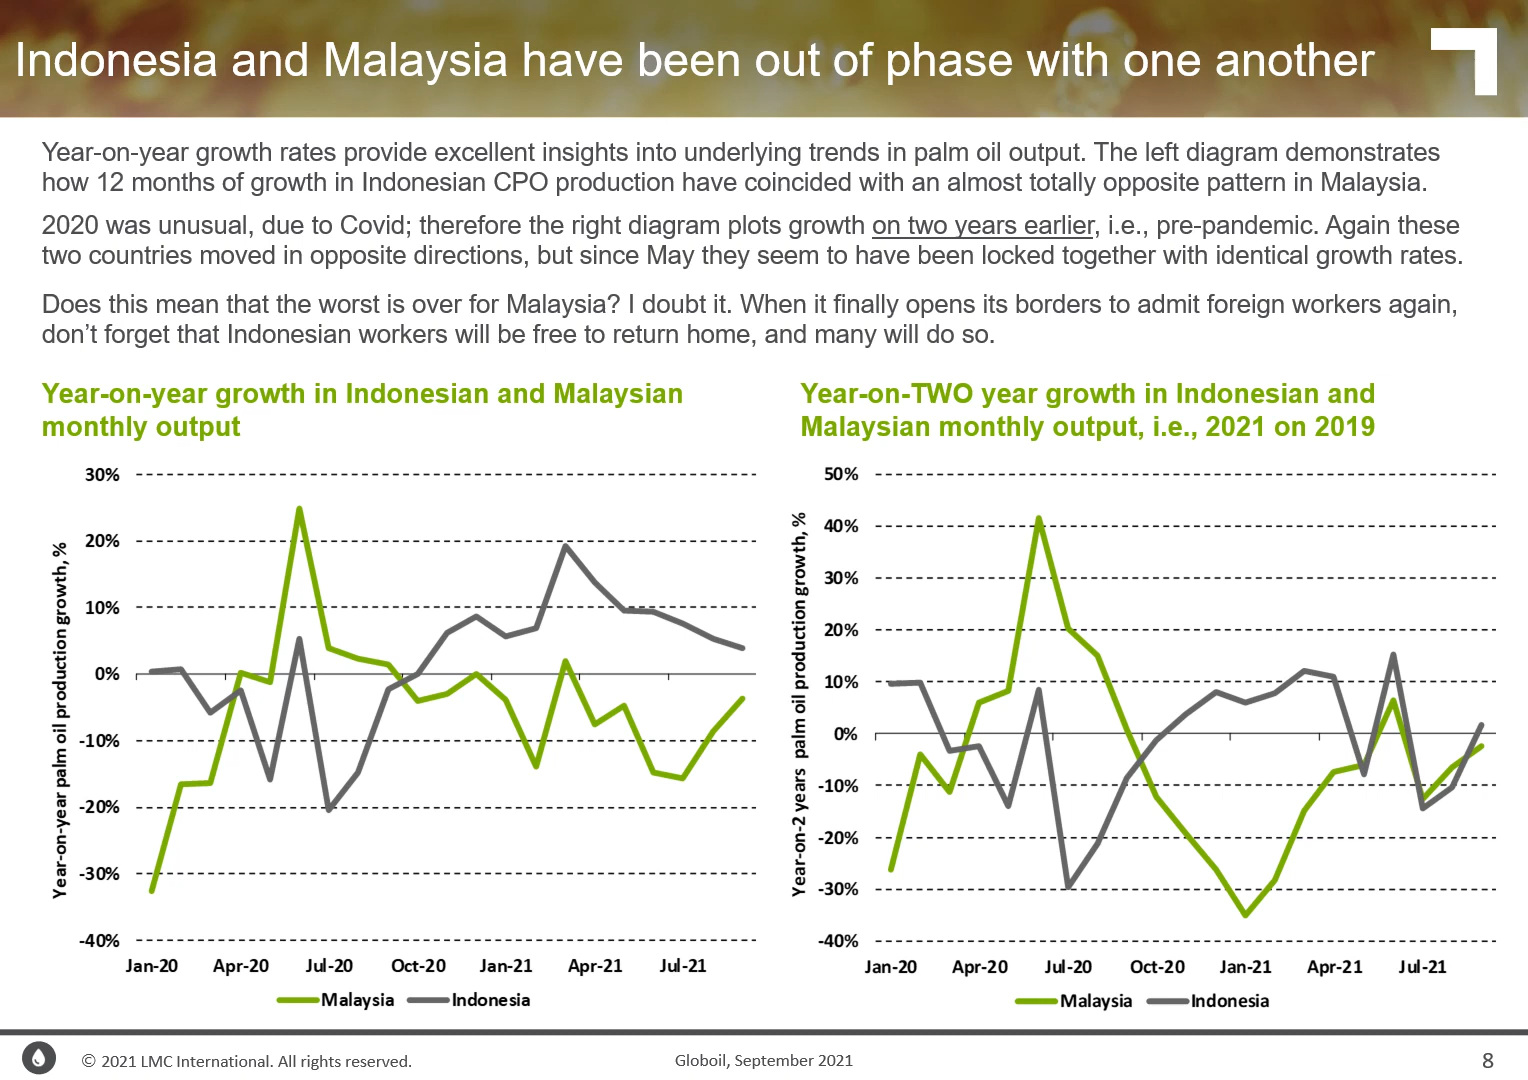 Indonesia and Malaysia have been out of phase with one another
Year-on-year growth rates provide excellent insights into underlying trends in palm oil output. The left diagram demonstrates
how 12 months of growth in Indonesian CPO production have coincided with an almost totally opposite pattern in Malaysia.
2020 was unusual, due to Covid; therefore the right diagram plots growth on two years earlier, i.e., pre-pandemic. Again these
two countries moved in opposite directions, but since May they seem to have been locked together with identical growth rates.
Does this mean that the worst is over for Malaysia? I doubt it. When it finally opens its borders to admit foreign workers again,
don’t forget that Indonesian workers will be free to return home, and many will do so.
Year-on-year growth in Indonesian and Malaysian
monthly output
Year-on-year palm oil production growth, %
30%
20%
10%
0%
-10%
-20%
-30%
-40%
Jan-20 Apr-20 Jul-20 Oct-20 Jan-21 Apr-21 Jul-21
Malaysia Indonesia
Year-on-TWO year growth in Indonesian and
Malaysian monthly output, i.e., 2021 on 2019
Year-on-2 years palm oil production growth, %
50%
40%
30%
20%
10%
0%
-10%
-20%
-30%
-40%
Jan-20 Apr-20 Jul-20 Oct-20 Jan-21 Apr-21 Jul-21
Malaysia Indonesia
© 2021 LMC International. All rights reserved.
Globoil, September 2021
8